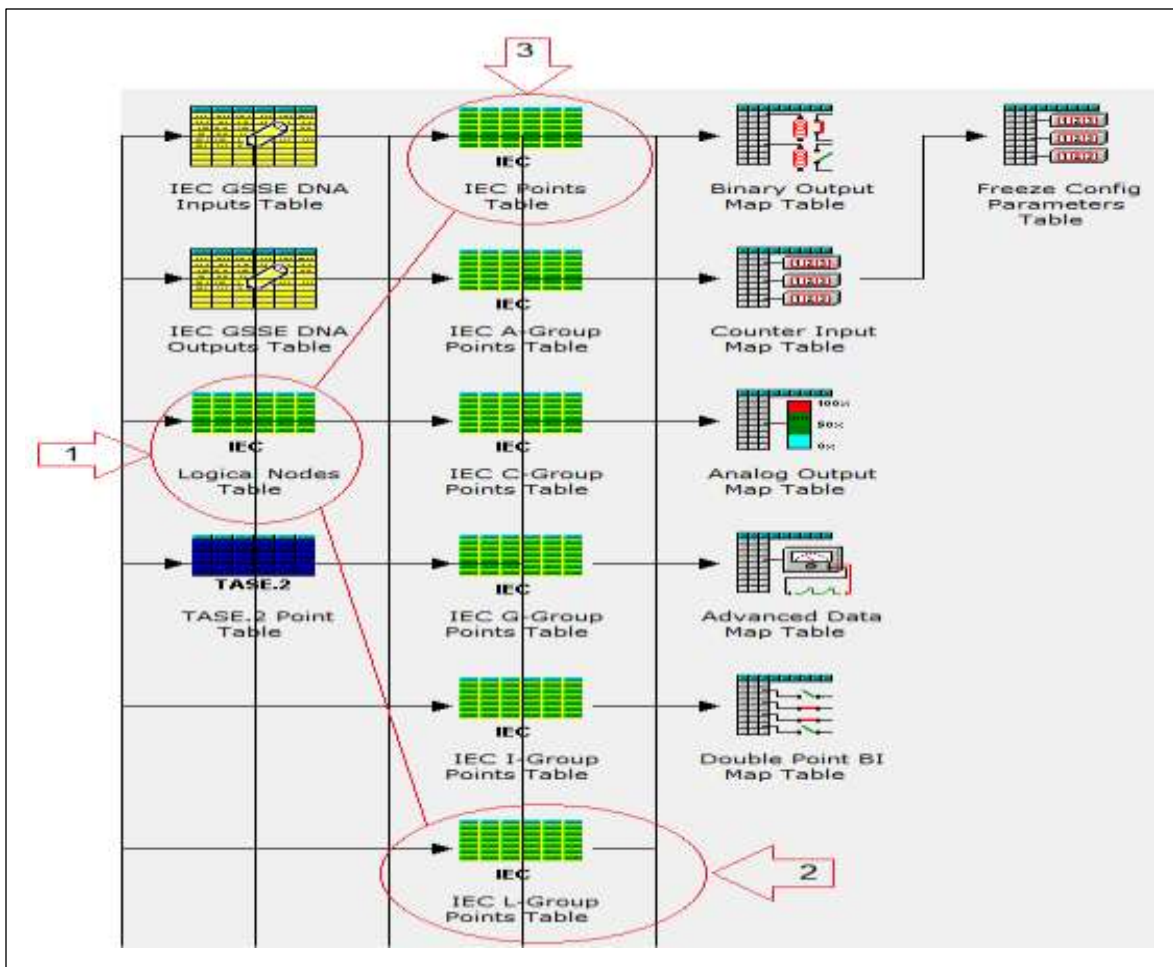 3
IEC
IEC GSSE DNA
Inputs Table
IEC Points
Table
Binary Output
Map Table
Freeze Config
Parameters
Table
IEC
IEC GSSE DNA
Outputs Table
IEC A-Group
Points Table
Counter Input
Map Table
1
IEC
Logical Nodes
Table
IEC
IEC C-Group
Points Table
100%
50%
0%
Analog Output
Map Table
TASE.2
TASE.2 Point
Table
IEC
IEC G-Group
Points Table
Advanced Data
Map Table
IEC
IEC I-Group
Points Table
Double Point BI
Map Table
IEC
IEC L-Group
Points Table
2